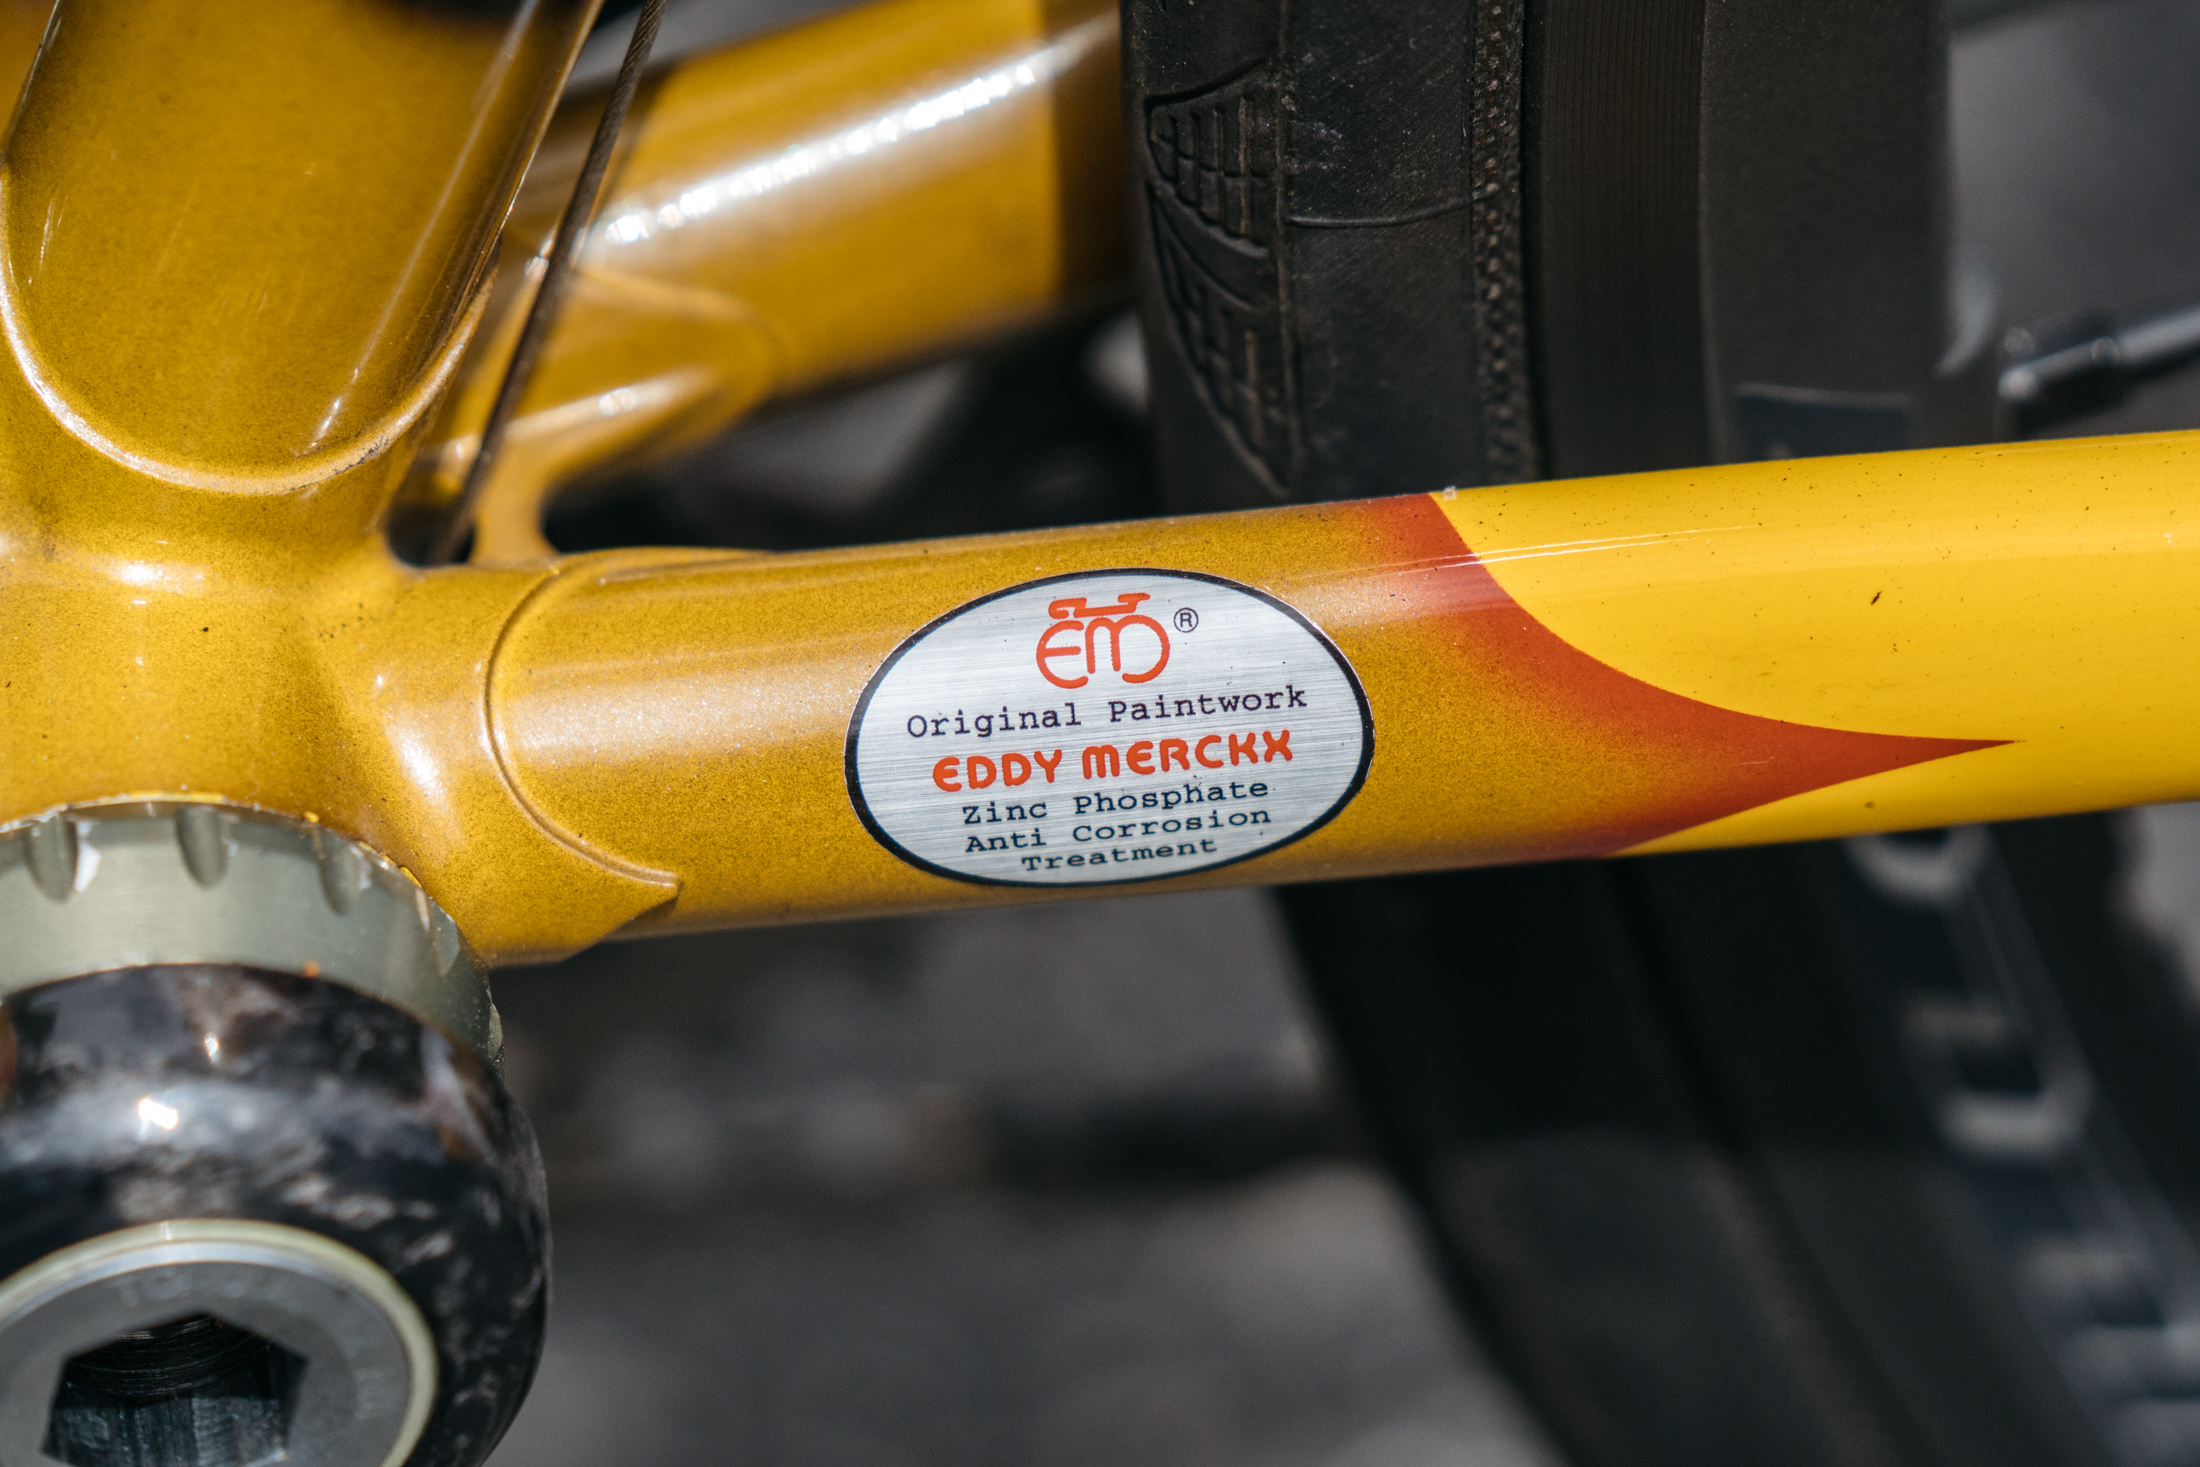 EM ®
Original Paintwork
EDDY MERCKX
Zinc Phosphate
Anti Corrosion
Treatment